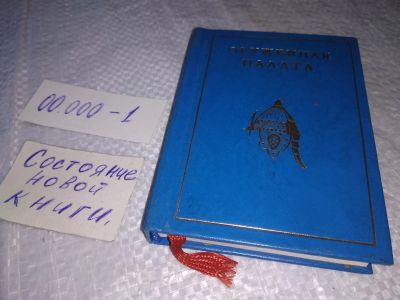 ОРУЖЕЙНАЯ
ПАЛАТА
00.000-1
Состояние
новой
книги.